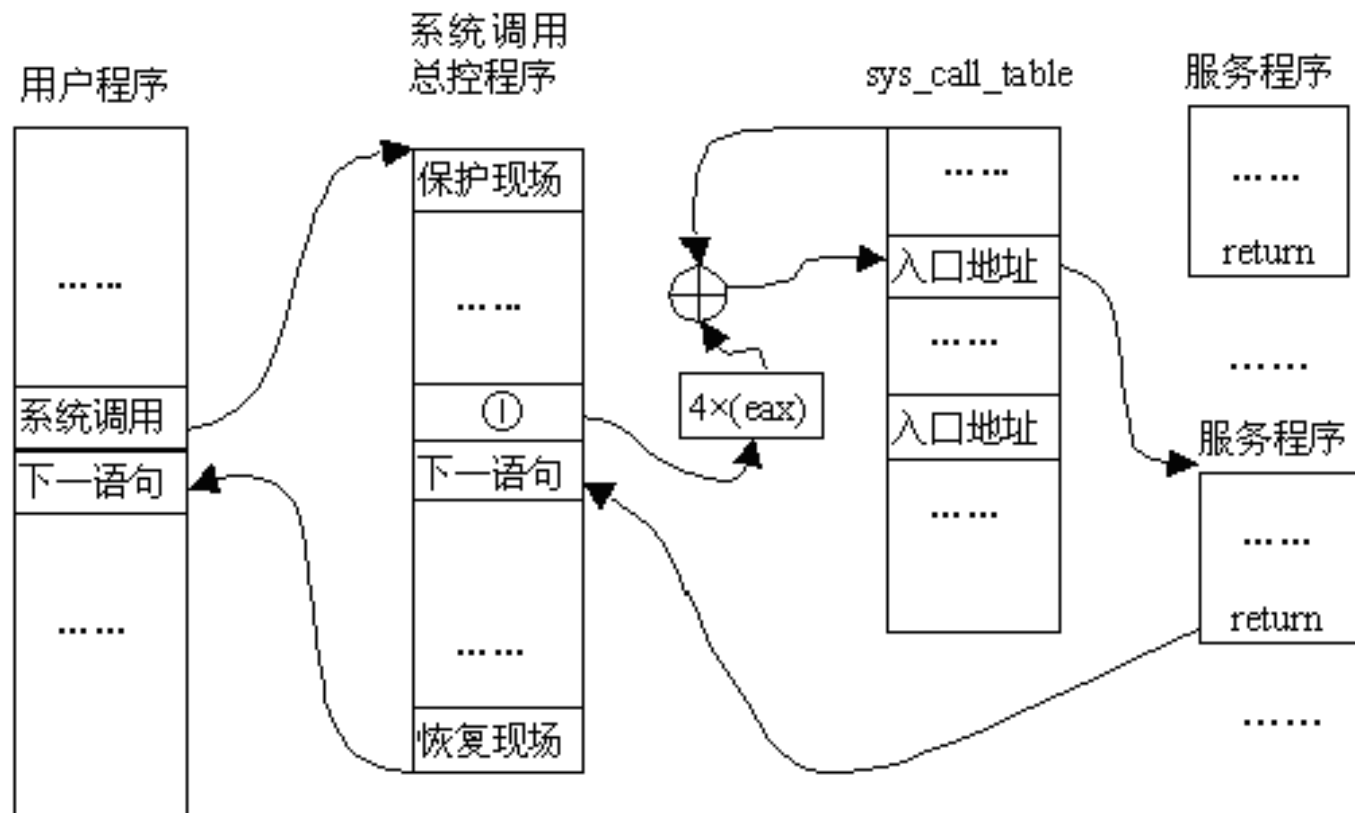 用户程序
……
系统调用
下一语句
……
系统调用
总控程序
保护现场
……
①
下一语句
……
恢复现场
4×(eax)
sys_call_table
……
入口地址
……
入口地址
……
服务程序
……
return
……
服务程序
……
return
……